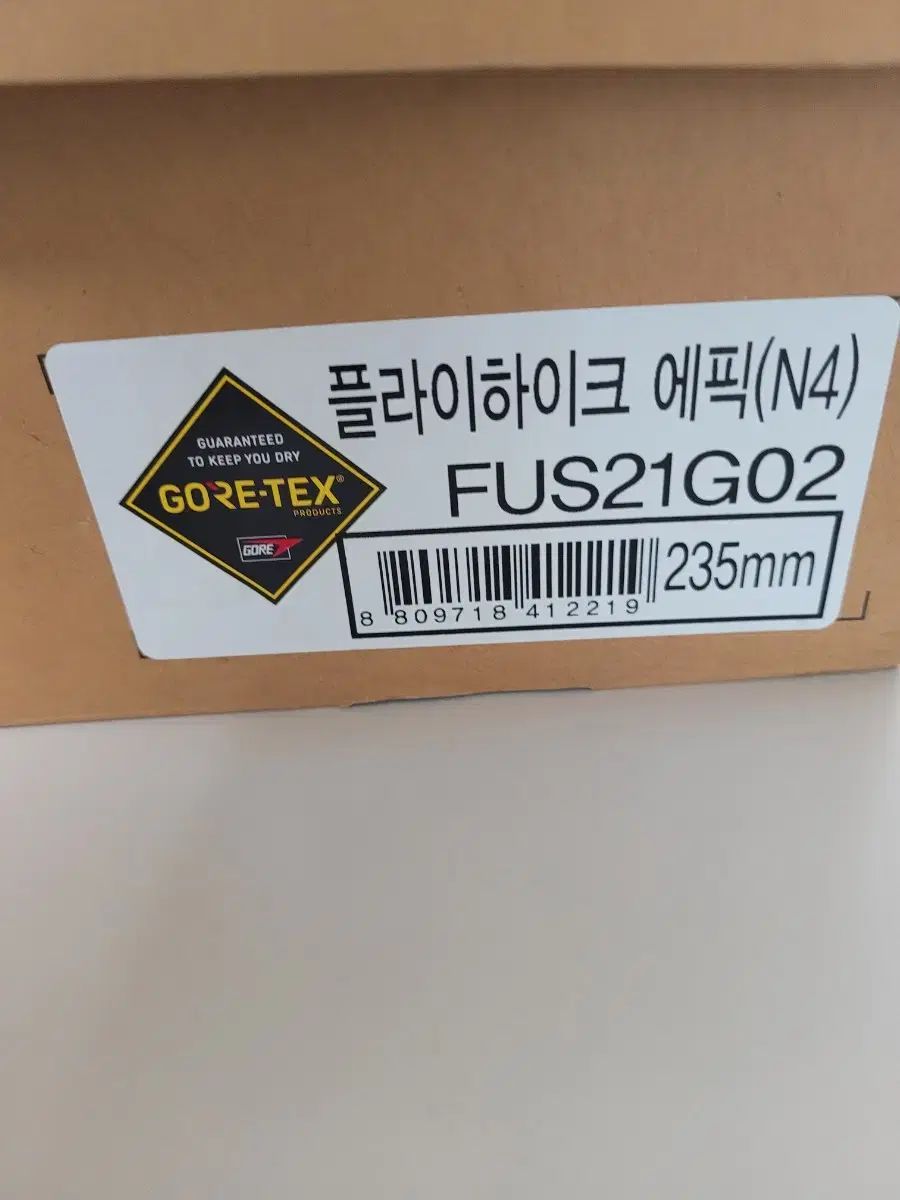 플라이하이크 에픽(N4)
FUS21G02
GUARANTEED
TO KEEP YOU DRY
GORE-TEX®
PRODUCTS
GORE
235mm
8 809718 412219